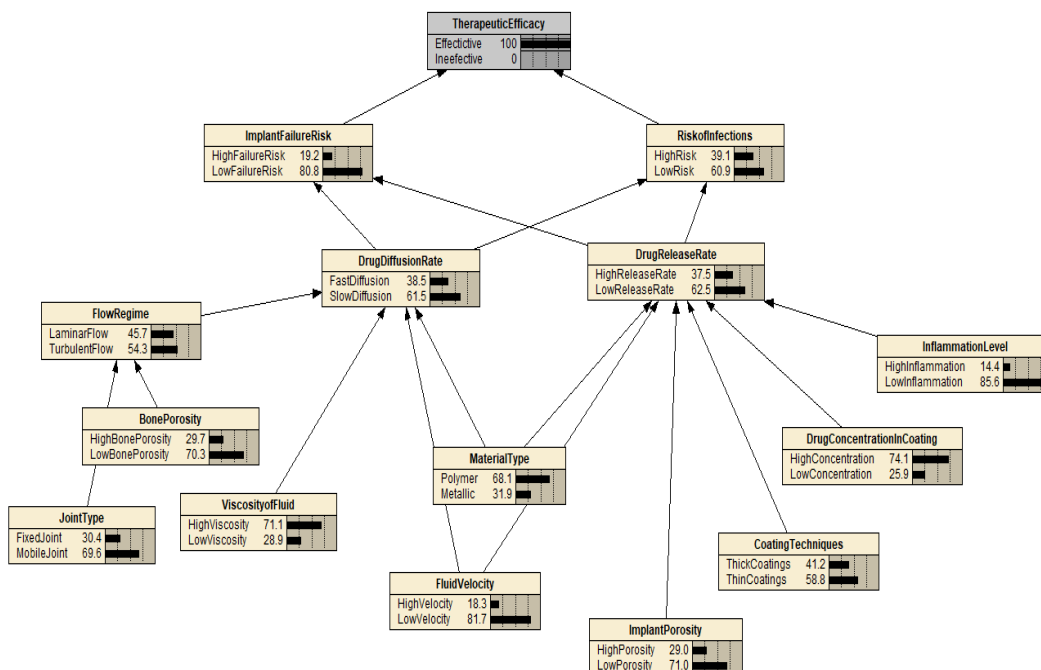 TherapeuticEfficacy
Effectictive 100
Ineefective 0
ImplantFailureRisk
HighFailureRisk 19.2
LowFailureRisk 80.8
RiskofInfections
HighRisk 39.1
LowRisk 60.9
DrugDiffusionRate
FastDiffusion 38.5
SlowDiffusion 61.5
DrugReleaseRate
HighReleaseRate 37.5
LowReleaseRate 62.5
FlowRegime
LaminarFlow 45.7
TurbulentFlow 54.3
InflammationLevel
HighInflammation 14.4
LowInflammation 85.6
BonePorosity
HighBonePorosity 29.7
LowBonePorosity 70.3
DrugConcentrationInCoating
HighConcentration 74.1
LowConcentration 25.9
MaterialType
Polymer 68.1
Metallic 31.9
ViscosityofFluid
HighViscosity 71.1
LowViscosity 28.9
JointType
FixedJoint 30.4
MobileJoint 69.6
CoatingTechniques
ThickCoatings 41.2
ThinCoatings 58.8
FluidVelocity
HighVelocity 18.3
LowVelocity 81.7
ImplantPorosity
HighPorosity 29.0
LowPorosity 71.0